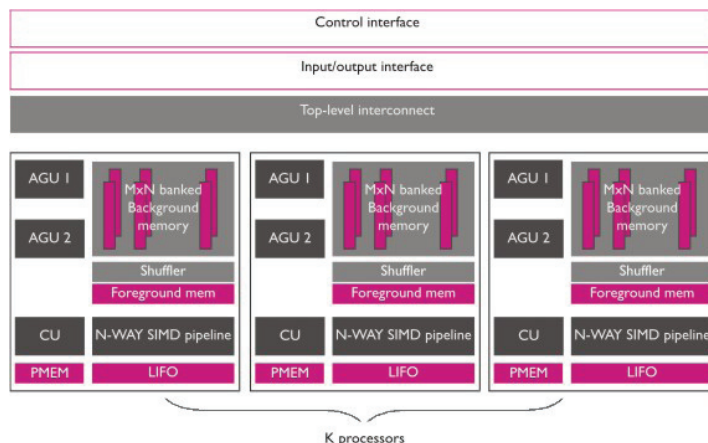 Control interface
Input/output interface
Top-level interconnect
AGU 1
MxN banked
Background
memory
AGU 2
Shuffler
Foreground mem
CU
N-WAY SIMD pipeline
PMEM
LIFO
AGU 1
MxN banked
Background
memory
AGU 2
Shuffler
Foreground mem
CU
N-WAY SIMD pipeline
PMEM
LIFO
AGU 1
MxN banked
Background
memory
AGU 2
Shuffler
Foreground mem
CU
N-WAY SIMD pipeline
PMEM
LIFO
K processors